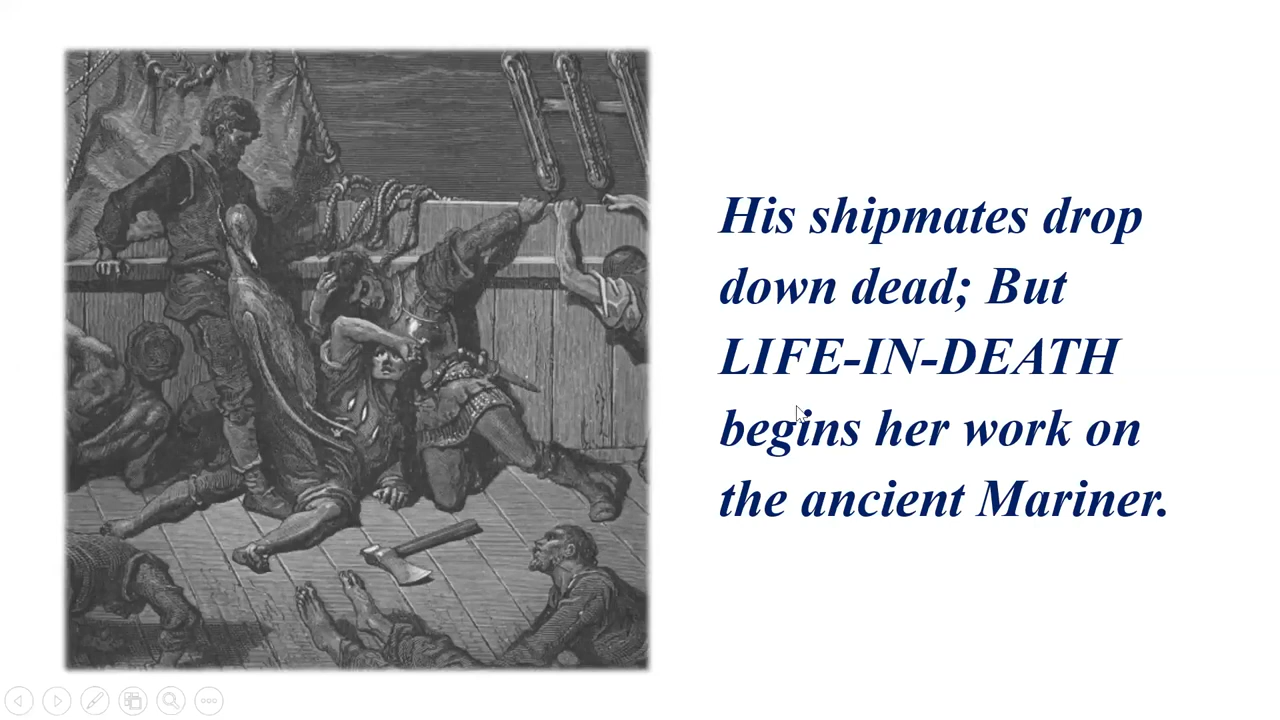 His shipmates drop
down dead; But
LIFE-IN-DEATH
begins her work on
the ancient Mariner.